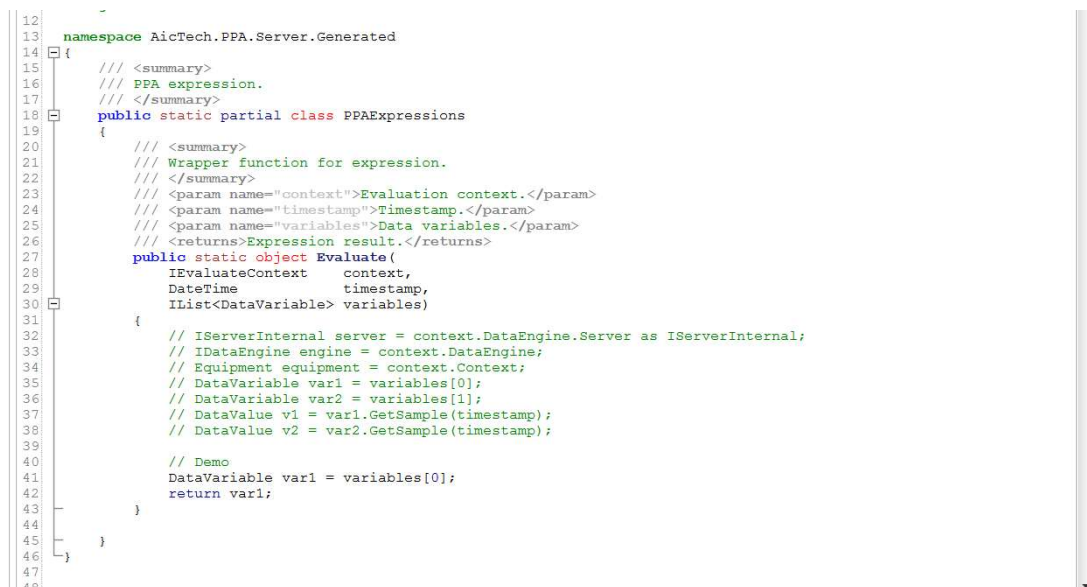 12
13 namespace AicTech.PPA.Server.Generated
14 {
15     /// <summary>
16     /// PPA expression.
17     /// </summary>
18     public static partial class PPAExpressions
19     {
20         /// <summary>
21         /// Wrapper function for expression.
22         /// </summary>
23         /// <param name="context">Evaluation context.</param>
24         /// <param name="timestamp">Timestamp.</param>
25         /// <param name="variables">Data variables.</param>
26         /// <returns>Expression result.</returns>
27         public static object Evaluate(
28             IEvaluateContext    context,
29             DateTime            timestamp,
30             IList<DataVariable> variables)
31         {
32             // IServerInternal server = context.DataEngine.Server as IServerInternal;
33             // IDataEngine engine = context.DataEngine;
34             // Equipment equipment = context.Context;
35             // DataVariable var1 = variables[0];
36             // DataVariable var2 = variables[1];
37             // DataValue v1 = var1.GetSample(timestamp);
38             // DataValue v2 = var2.GetSample(timestamp);
39
40             // Demo
41             DataVariable var1 = variables[0];
42             return var1;
43         }
44
45     }
46 }
47